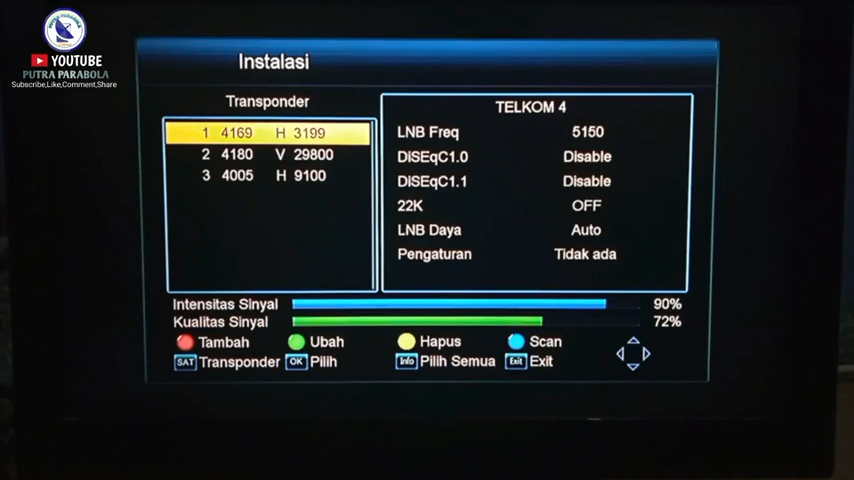 PUTRA PARABOLA
YOUTUBE
PUTRA PARABOLA
Subscribe,Like,Comment,Share
Instalasi
Transponder
1 4169 H 3199
2 4180 V 29800
3 4005 H 9100
TELKOM 4
LNB Freq 5150
DiSEqC1.0 Disable
DiSEqC1.1 Disable
22K OFF
LNB Daya Auto
Pengaturan Tidak ada
Intensitas Sinyal 90%
Kualitas Sinyal 72%
Tambah Ubah Hapus Scan
SAT Transponder OK Pilih Info Pilih Semua Exit Exit